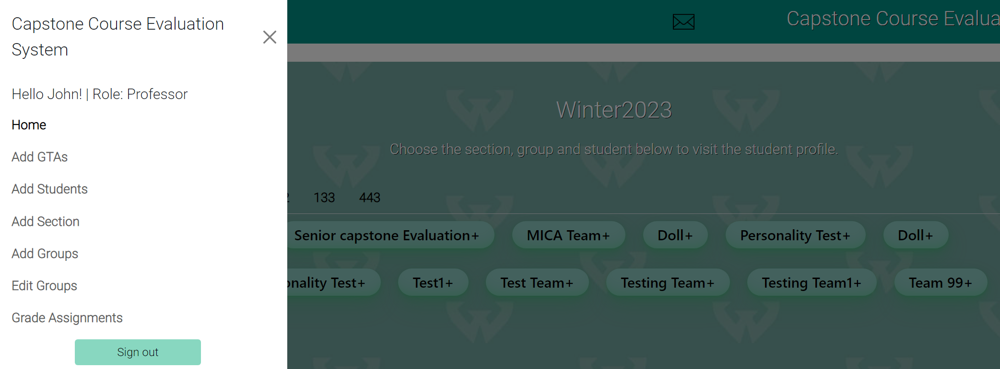 Capstone Course Evaluation
System
Hello John! | Role: Professor
Home
Add GTAs
Add Students
Add Section
Add Groups
Edit Groups
Grade Assignments
Sign out
Capstone Course Evalua
Winter2023
Choose the section, group and student below to visit the student profile.
133 443
Senior capstone Evaluation+ MICA Team+ Doll+ Personality Test+ Doll+
onality Test+ Test1+ Test Team+ Testing Team+ Testing Team1+ Team 99+